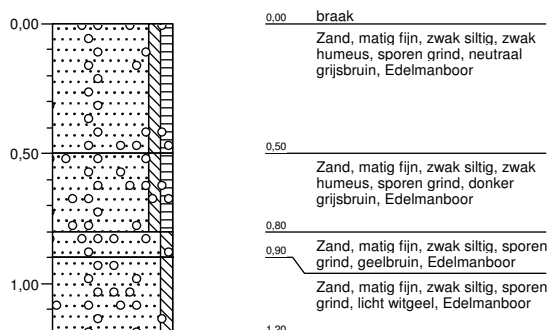 0,00
0,00 braak
Zand, matig fijn, zwak siltig, zwak
humeus, sporen grind, neutraal
grijsbruin, Edelmanboor
0,50
0,50
Zand, matig fijn, zwak siltig, zwak
humeus, sporen grind, donker
grijsbruin, Edelmanboor
0,80
Zand, matig fijn, zwak siltig, sporen
grind, geelbruin, Edelmanboor
0,90
1,00
Zand, matig fijn, zwak siltig, sporen
grind, licht witgeel, Edelmanboor